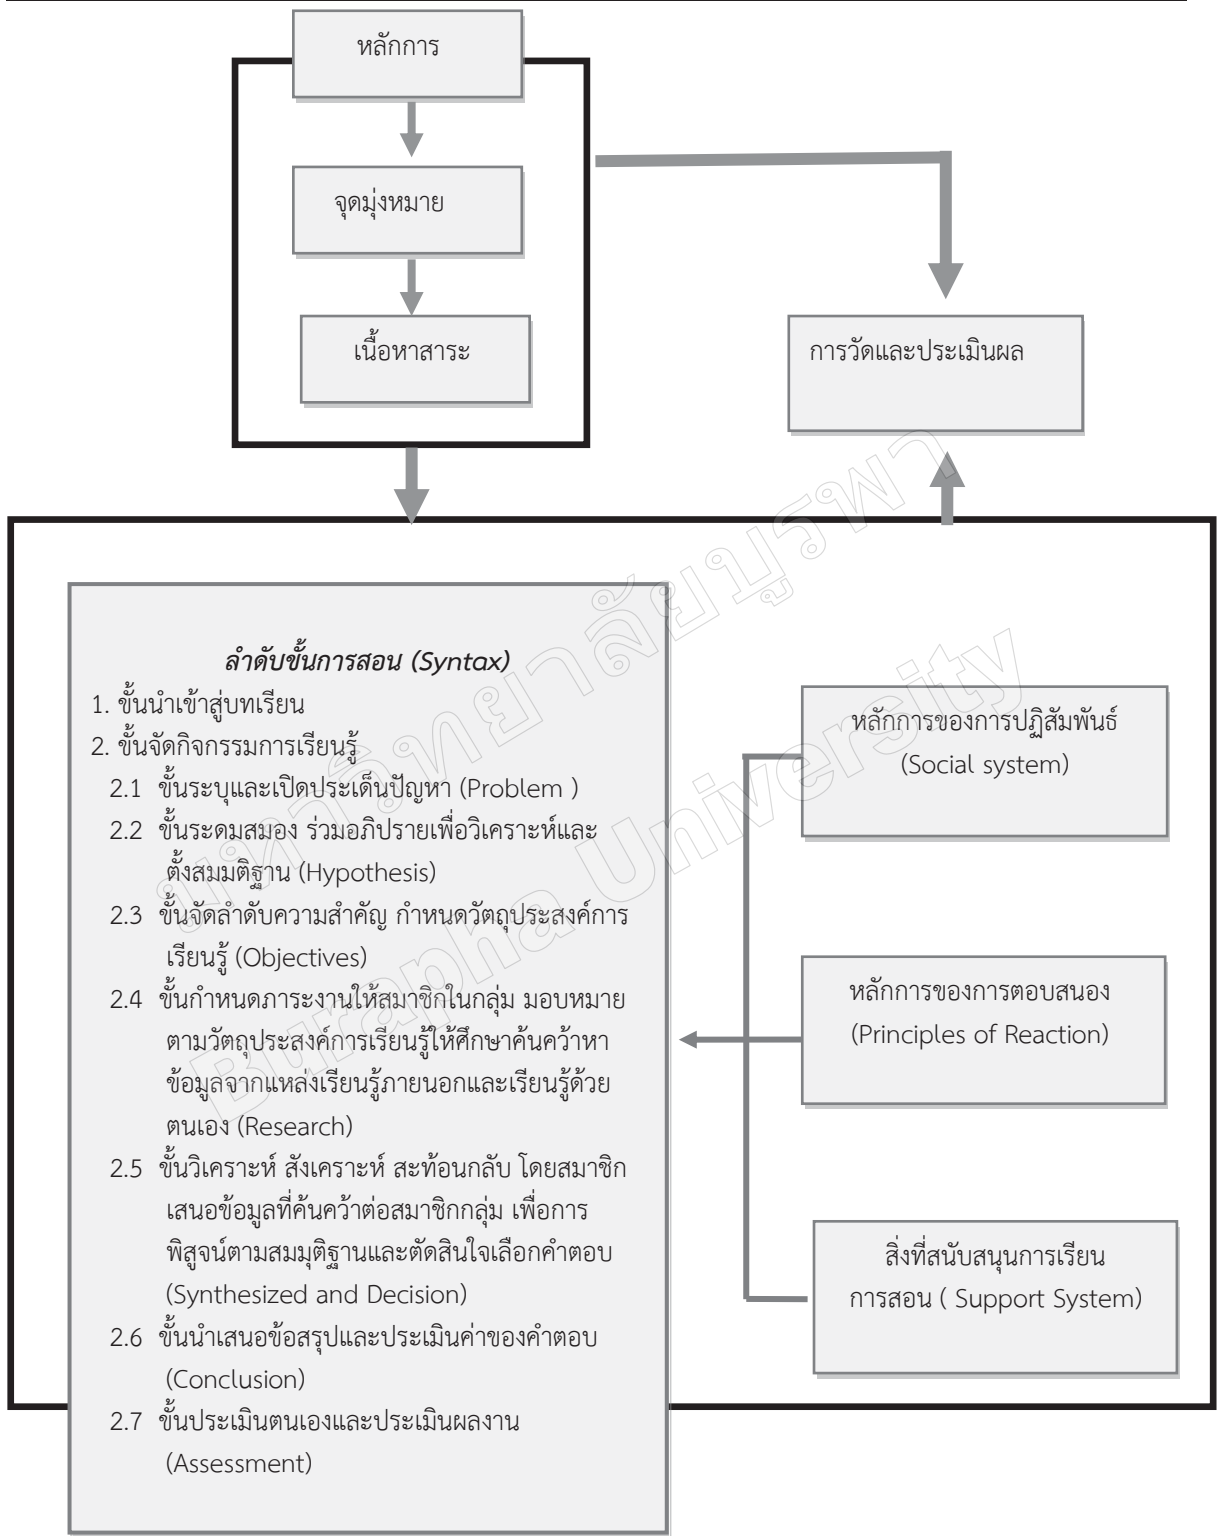 หลักการ
จุดมุ่งหมาย
เนื้อหาสาระ
การวัดและประเมินผล
ลำดับขั้นการสอน (Syntax)
1. ขั้นนำเข้าสู่บทเรียน
2. ขั้นจัดกิจกรรมการเรียนรู้
2.1 ขั้นระบุและเปิดประเด็นปัญหา (Problem )
2.2 ขั้นระดมสมอง ร่วมอภิปรายเพื่อวิเคราะห์และ
ตั้งสมมติฐาน (Hypothesis)
2.3 ขั้นจัดลำดับความสำคัญ กำหนดวัตถุประสงค์การ
เรียนรู้ (Objectives)
2.4 ขั้นกำหนดภาระงานให้สมาชิกในกลุ่ม มอบหมาย
ตามวัตถุประสงค์การเรียนรู้ให้ศึกษาค้นคว้าหา
ข้อมูลจากแหล่งเรียนรู้ภายนอกและเรียนรู้ด้วย
ตนเอง (Research)
2.5 ขั้นวิเคราะห์ สังเคราะห์ สะท้อนกลับ โดยสมาชิก
เสนอข้อมูลที่ค้นคว้าต่อสมาชิกกลุ่ม เพื่อการ
พิสูจน์ตามสมมุติฐานและตัดสินใจเลือกคำตอบ
(Synthesized and Decision)
2.6 ขั้นนำเสนอข้อสรุปและประเมินค่าของคำตอบ
(Conclusion)
2.7 ขั้นประเมินตนเองและประเมินผลงาน
(Assessment)
หลักการของการปฏิสัมพันธ์
(Social system)
หลักการของการตอบสนอง
(Principles of Reaction)
สิ่งที่สนับสนุนการเรียน
การสอน ( Support System)
มหาวิทยาลัยบูรพา
Burapha University